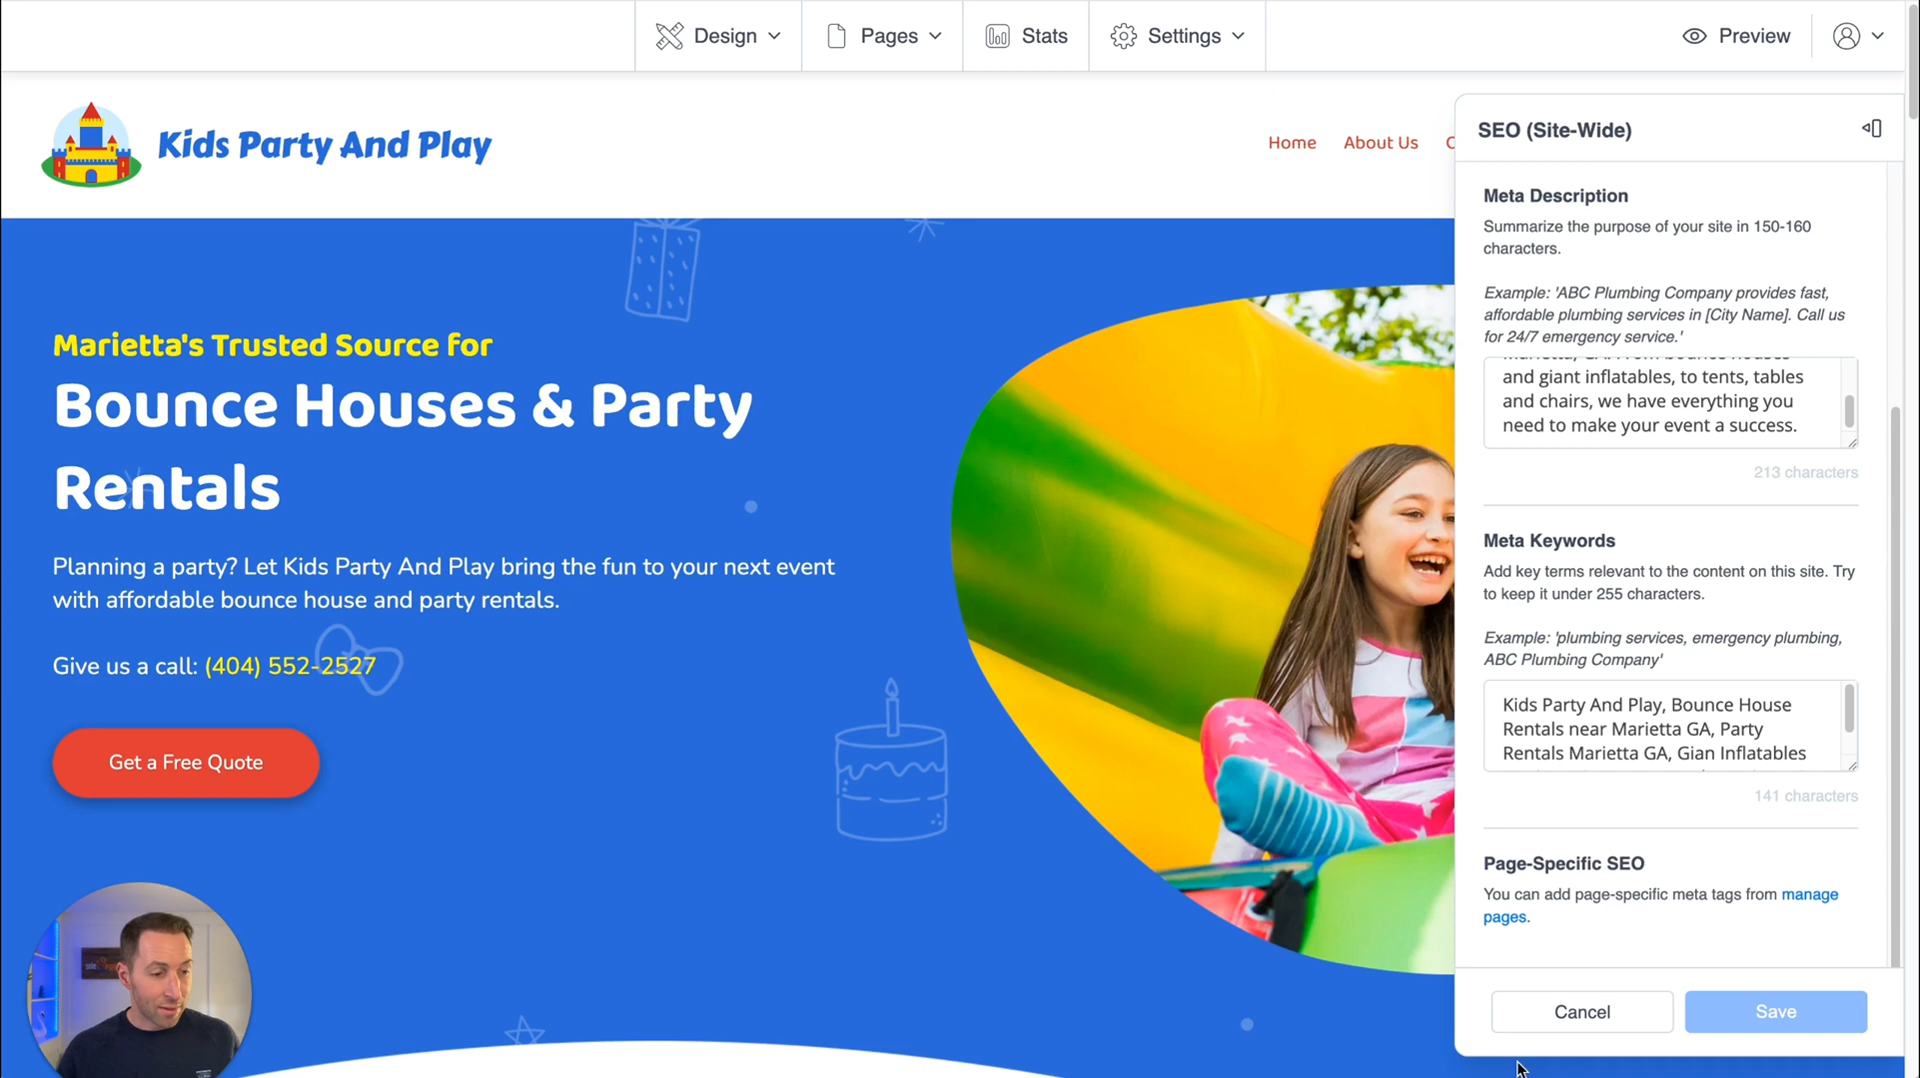 Design
Pages
Stats
Settings
Preview
Kids Party And Play
Home
About Us
SEO (Site-Wide)
Marietta's Trusted Source for
Bounce Houses & Party
Rentals
Planning a party? Let Kids Party And Play bring the fun to your next event
with affordable bounce house and party rentals.
Give us a call: (404) 552-2527
Get a Free Quote
Meta Description
Summarize the purpose of your site in 150-160
characters.
Example: 'ABC Plumbing Company provides fast,
affordable plumbing services in [City Name]. Call us
for 24/7 emergency service.'
and giant inflatables, to tents, tables
and chairs, we have everything you
need to make your event a success.
213 characters
Meta Keywords
Add key terms relevant to the content on this site. Try
to keep it under 255 characters.
Example: 'plumbing services, emergency plumbing,
ABC Plumbing Company'
Kids Party And Play, Bounce House
Rentals near Marietta GA, Party
Rentals Marietta GA, Gian Inflatables
141 characters
Page-Specific SEO
You can add page-specific meta tags from manage
pages.
Cancel
Save